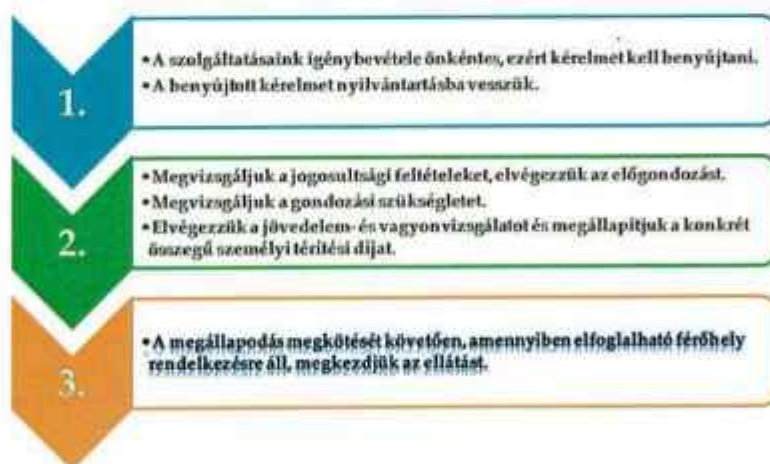 1.
•A szolgáltatásaink igénybevétele önkéntes, ezért kérelmet kell benyújtani.
•A benyújtott kérelmet nyilvántartásba vesszük.
2.
•Megvizsgáljuk a jogosultsági feltételeket, elvégezzük az előgondozást.
•Megvizsgáljuk a gondozási szükségletet.
•Elvégezzük a jövedelem- és vagyonvizsgálatot és megállapítjuk a konkrét
összegű személyi térítési díjat.
3.
•A megállapodás megkötését követően, amennyiben elfoglalható férőhely
rendelkezésre áll, megkezdjük az ellátást.